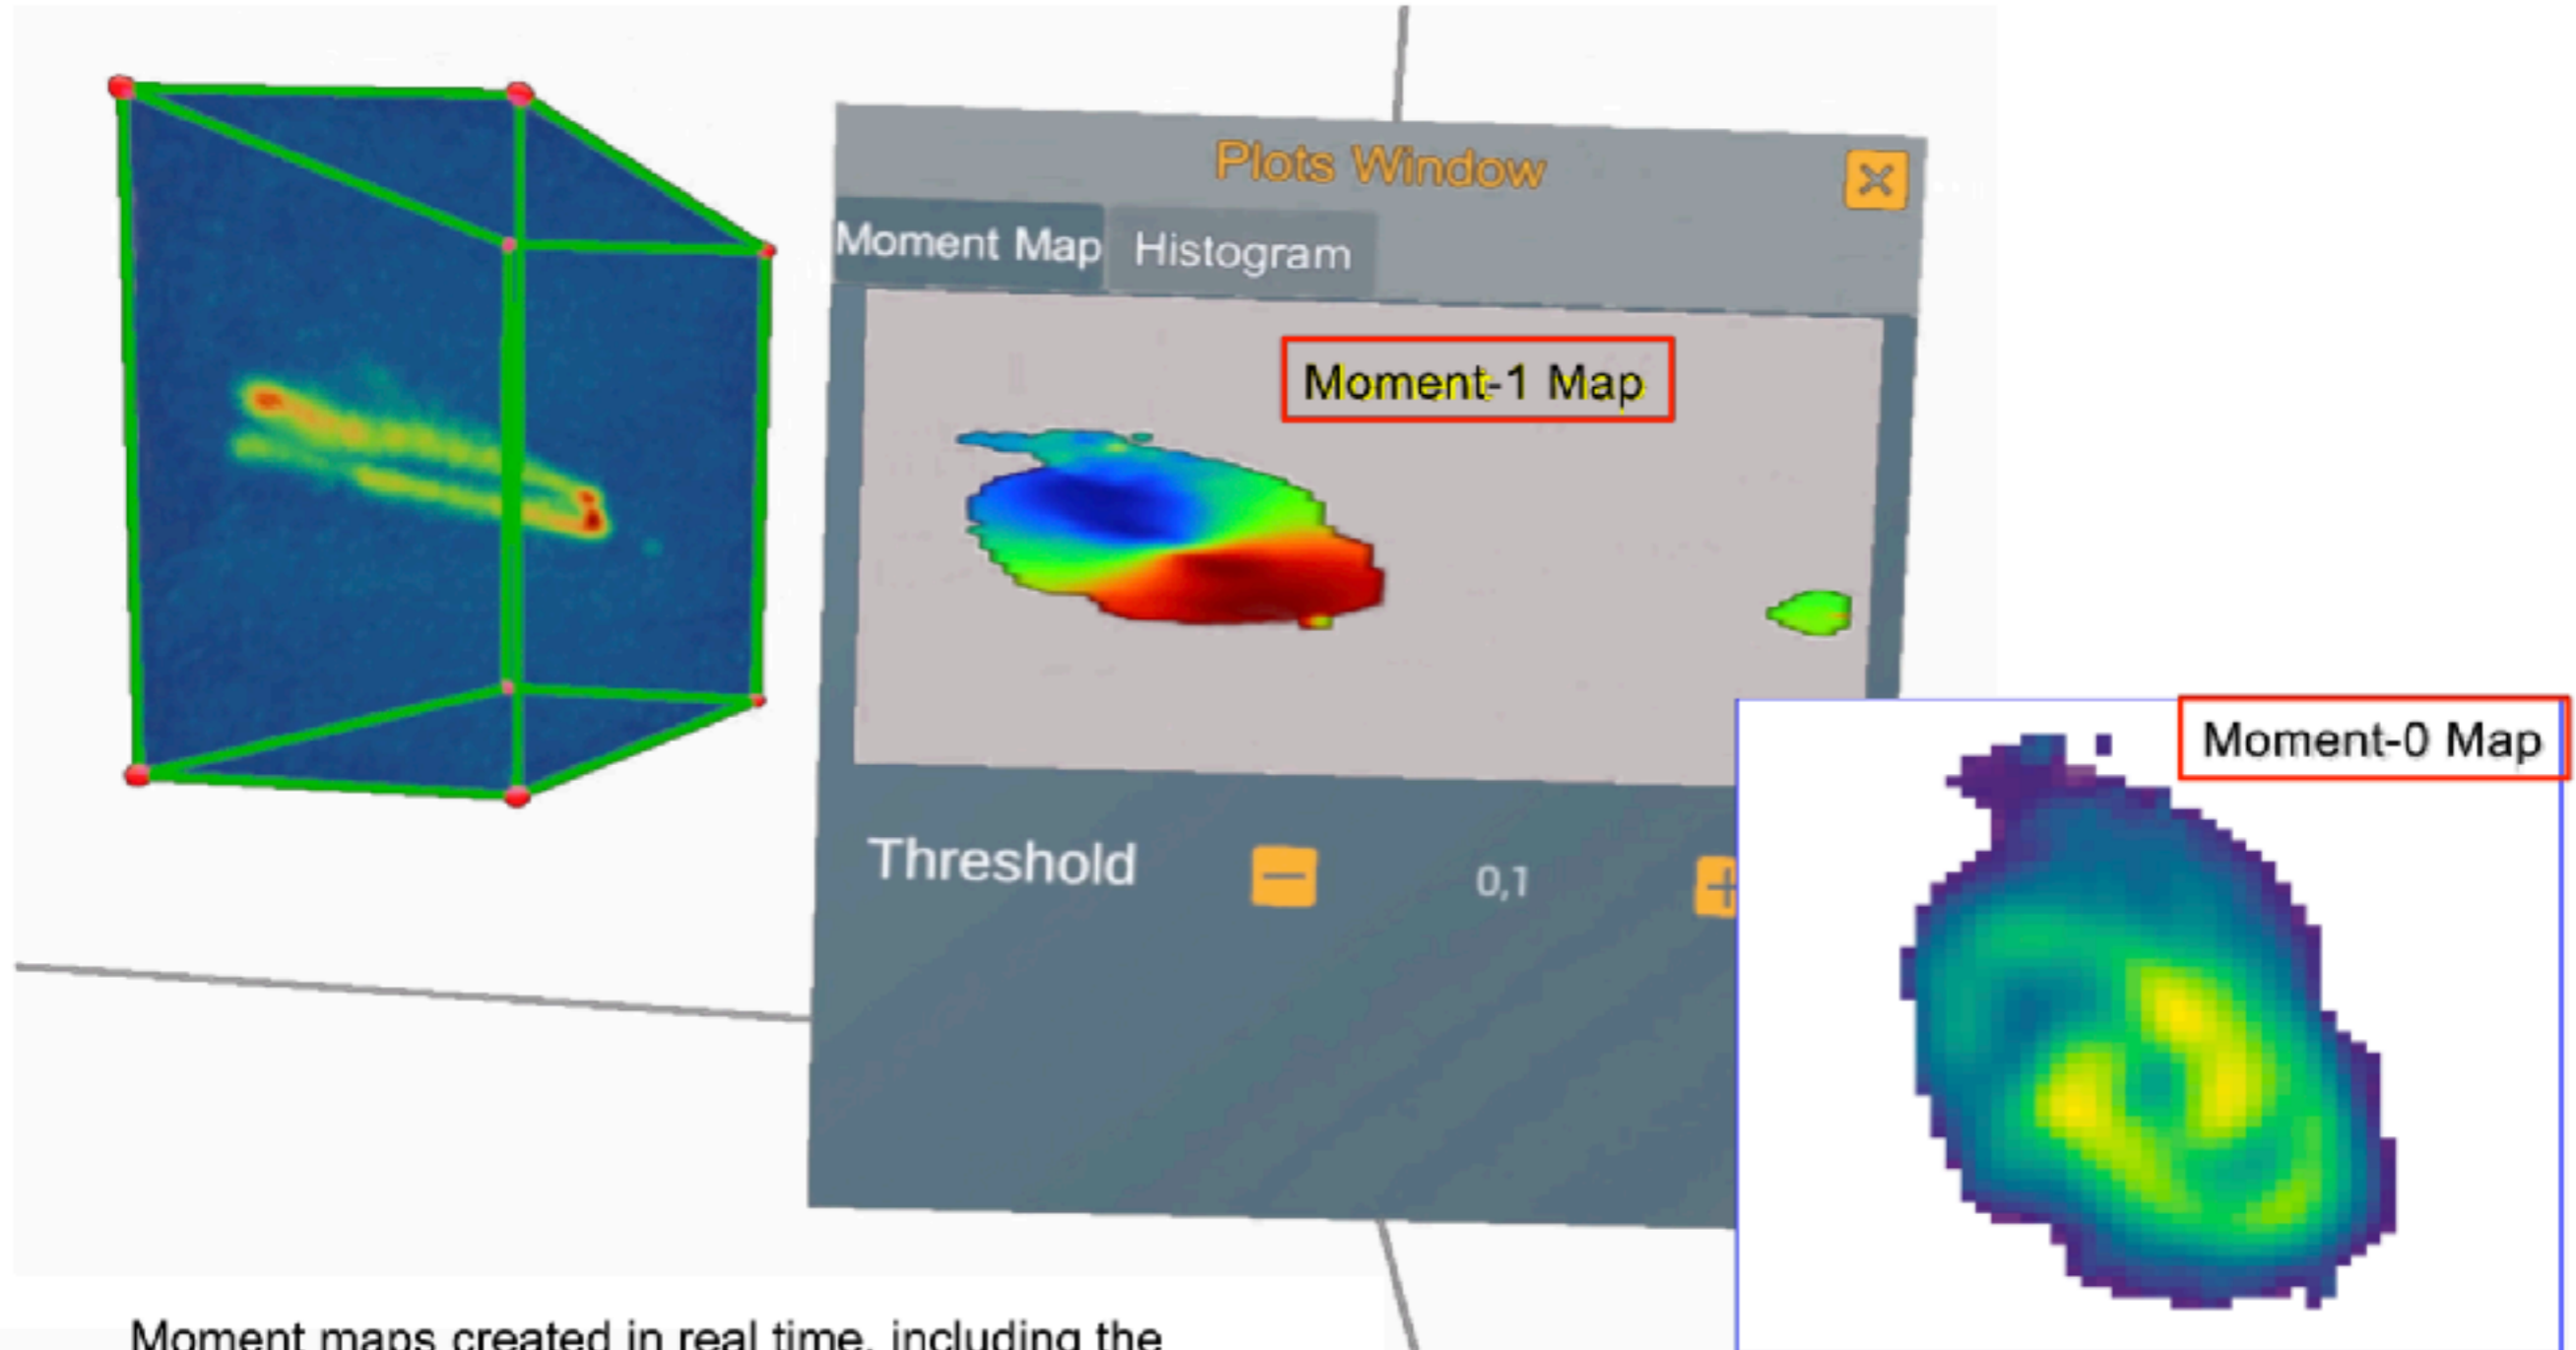 Plots Window
Moment Map
Histogram
Moment-1 Map
Moment-0 Map
Threshold
0,1
Moment maps created in real time, including the